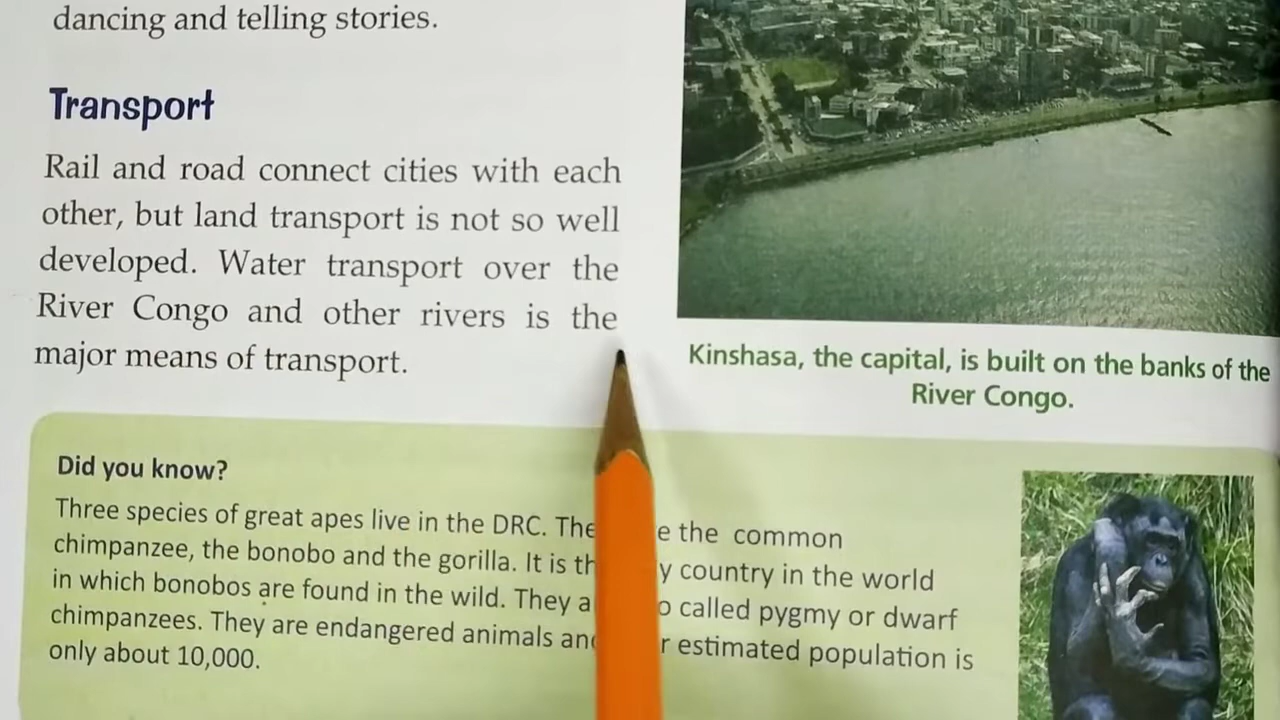 dancing and telling stories.
Transport
Rail and road connect cities with each
other, but land transport is not so well
developed. Water transport over the
River Congo and other rivers is the
major means of transport.
Kinshasa, the capital, is built on the banks of the
River Congo.
Did you know?
Three species of great apes live in the DRC. The e the common
chimpanzee, the bonobo and the gorilla. It is th y country in the world
in which bonobos are found in the wild. They a o called pygmy or dwarf
chimpanzees. They are endangered animals an r estimated population is
only about 10,000.